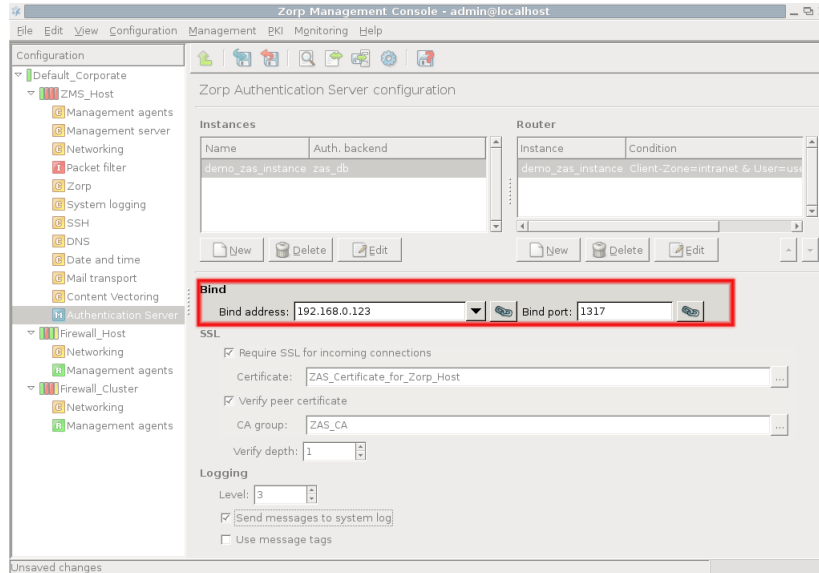 Zorp Management Console - admin@localhost
File Edit View Configuration Management PKI Monitoring Help
Configuration
Default_Corporate
ZMS_Host
Management agents
Management server
Networking
Packet filter
Zorp
System logging
SSH
DNS
Date and time
Mail transport
Content Vectoring
Authentication Server
Firewall_Host
Networking
Management agents
Firewall_Cluster
Networking
Management agents
Zorp Authentication Server configuration
Instances
Name Auth. backend
demo_zas_instance zas_db
New Delete Edit
Router
Instance Condition
demo_zas_instance Client-Zone=intranet & User=use
New Delete Edit
Bind
Bind address: 192.168.0.123 Bind port: 1317
SSL
Require SSL for incoming connections
Certificate: ZAS_Certificate_for_Zorp_Host ...
Verify peer certificate
CA group: ZAS_CA ...
Verify depth: 1
Logging
Level: 3
Send messages to system log
Use message tags
Unsaved changes